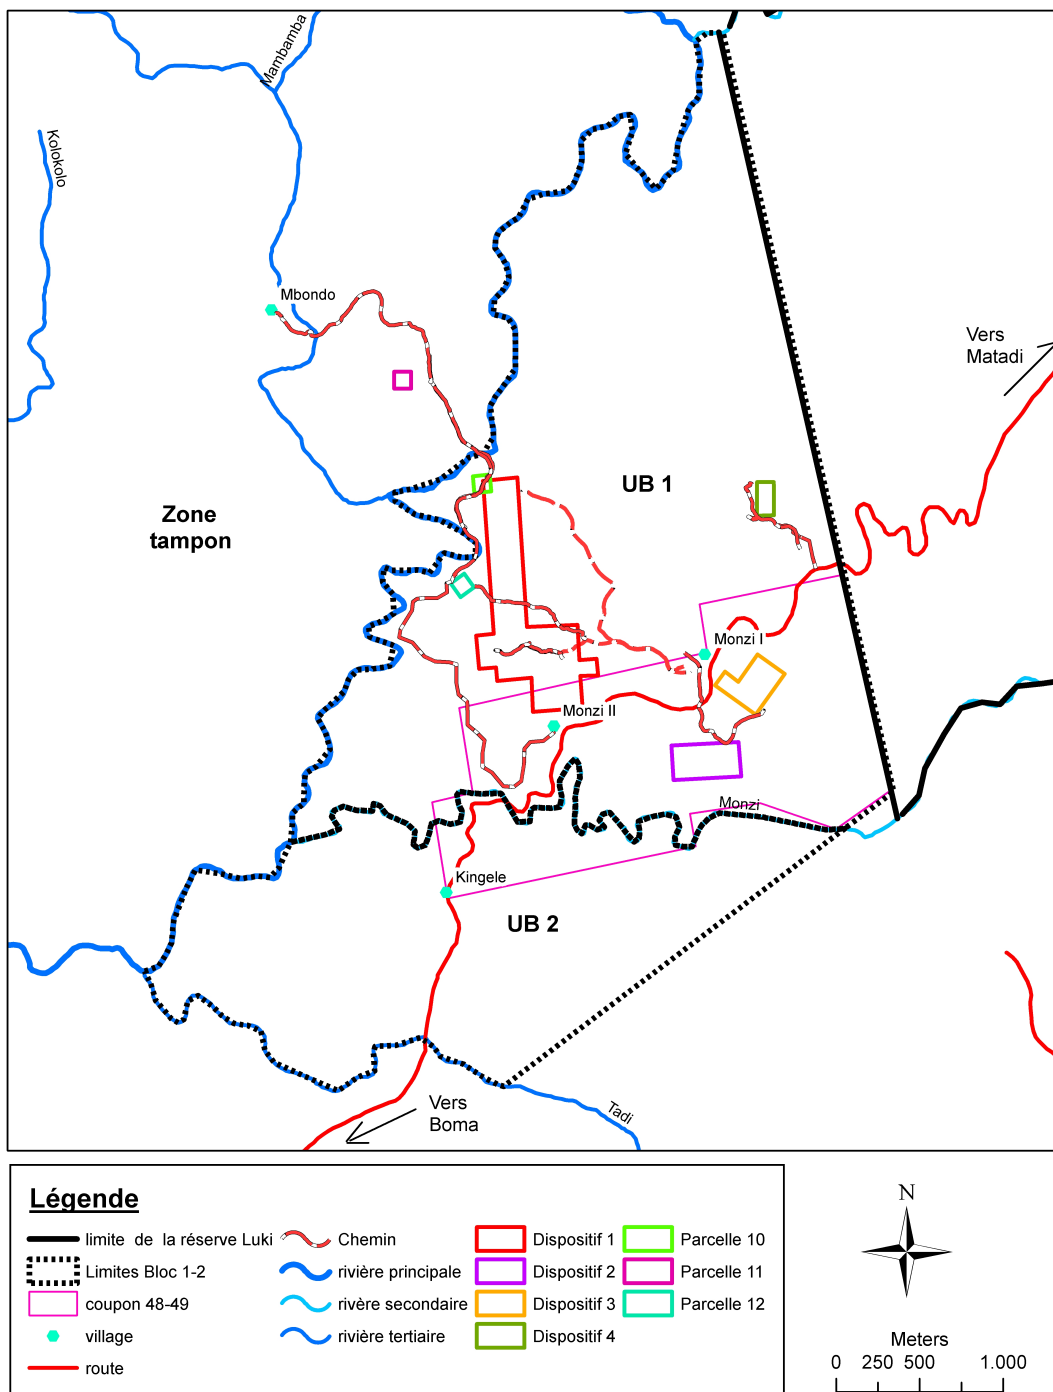 Mambamba
Kolokolo
Mbondo
Vers
Matadi
UB 1
Zone
tampon
Monzi I
Monzi II
Monzi
Kingele
UB 2
Vers
Boma
Tadi
Légende
limite de la réserve Luki
Limites Bloc 1-2
coupon 48-49
village
route
Chemin
rivière principale
rivère secondaire
rivière tertiaire
Dispositif 1
Dispositif 2
Dispositif 3
Dispositif 4
Parcelle 10
Parcelle 11
Parcelle 12
N
Meters
0 250 500 1.000